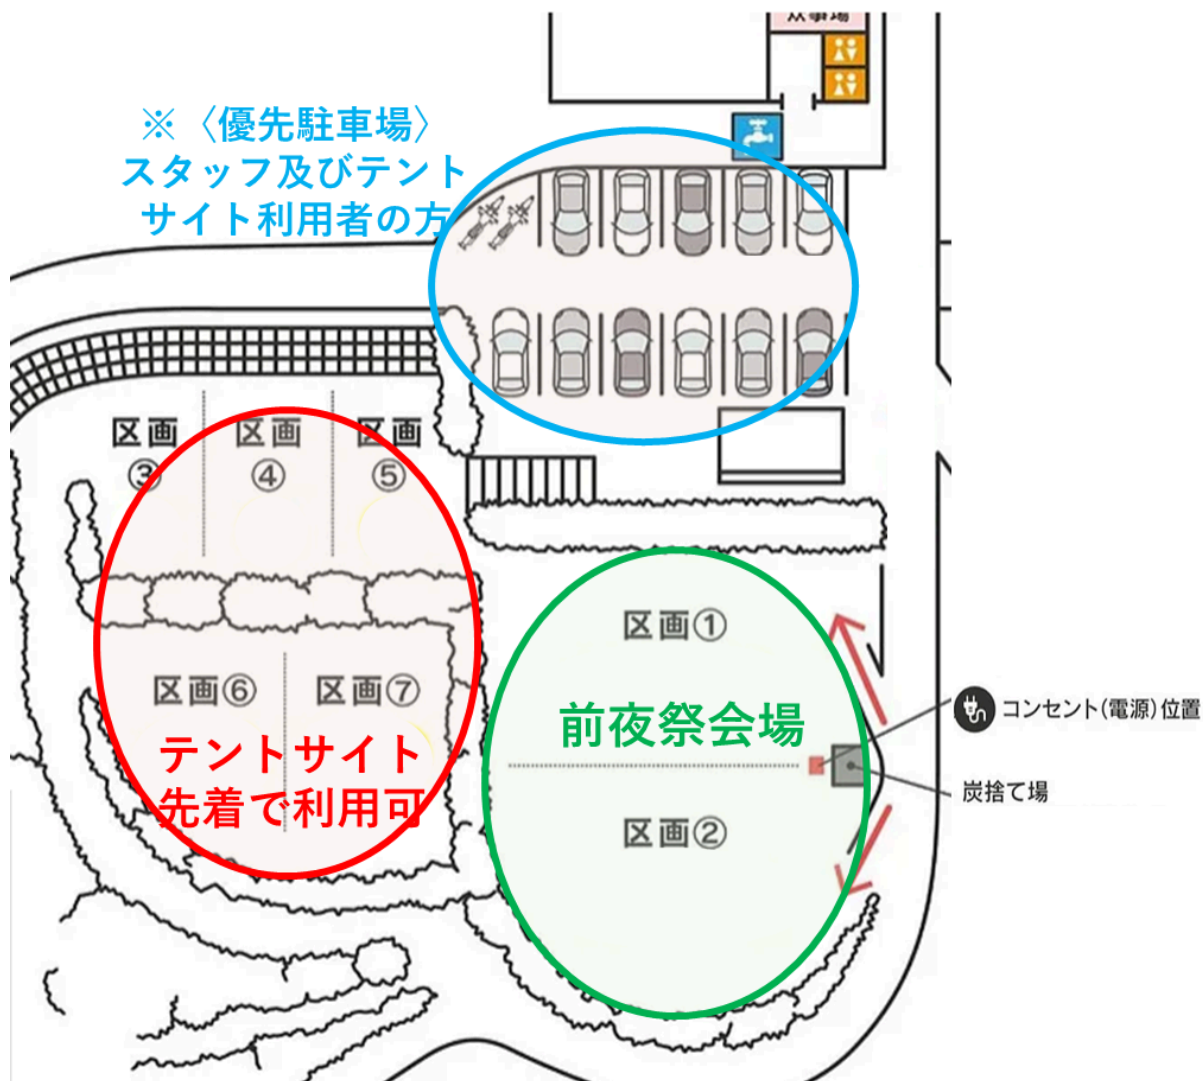 炊事場
※〈優先駐車場〉
スタッフ及びテント
サイト利用者の方
区画
③
区画
④
区画
⑤
区画①
区画⑥
区画⑦
前夜祭会場
コンセント(電源)位置
テントサイト
先着で利用可
炭捨て場
区画②